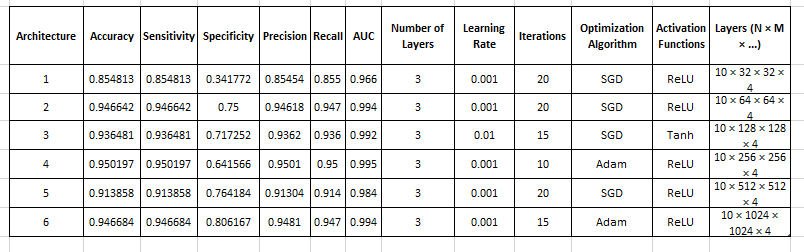 Architecture Accuracy Sensitivity Specificity Precision Recall AUC Number of Layers Learning Rate Iterations Optimization Algorithm Activation Functions Layers (N × M × ...)
1 0.854813 0.854813 0.341772 0.85454 0.855 0.966 3 0.001 20 SGD ReLU 10 × 32 × 32 × 4
2 0.946642 0.946642 0.75 0.94618 0.947 0.994 3 0.001 20 SGD ReLU 10 × 64 × 64 × 4
3 0.936481 0.936481 0.717252 0.9362 0.936 0.992 3 0.01 15 SGD Tanh 10 × 128 × 128 × 4
4 0.950197 0.950197 0.641566 0.9501 0.95 0.995 3 0.001 10 Adam ReLU 10 × 256 × 256 × 4
5 0.913858 0.913858 0.764184 0.91304 0.914 0.984 3 0.001 20 SGD ReLU 10 × 512 × 512 × 4
6 0.946684 0.946684 0.806167 0.9481 0.947 0.994 3 0.001 15 Adam ReLU 10 × 1024 × 1024 × 4